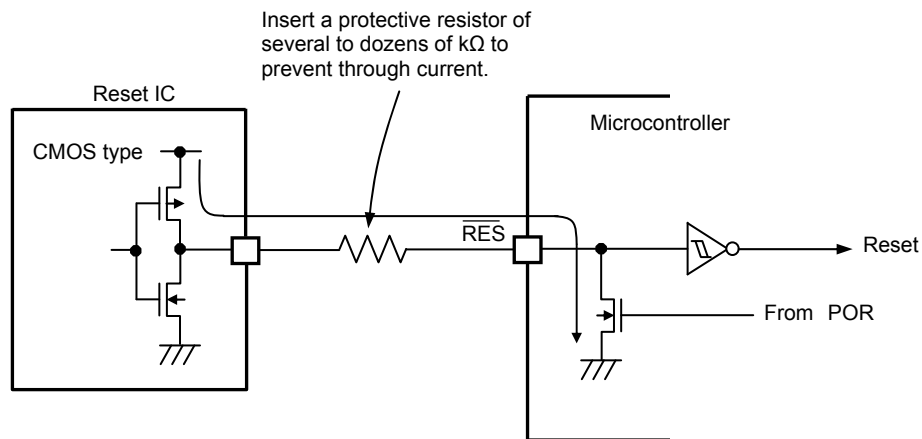 Insert a protective resistor of
several to dozens of kΩ to
prevent through current.
Reset IC
Microcontroller
CMOS type
RES
Reset
From POR